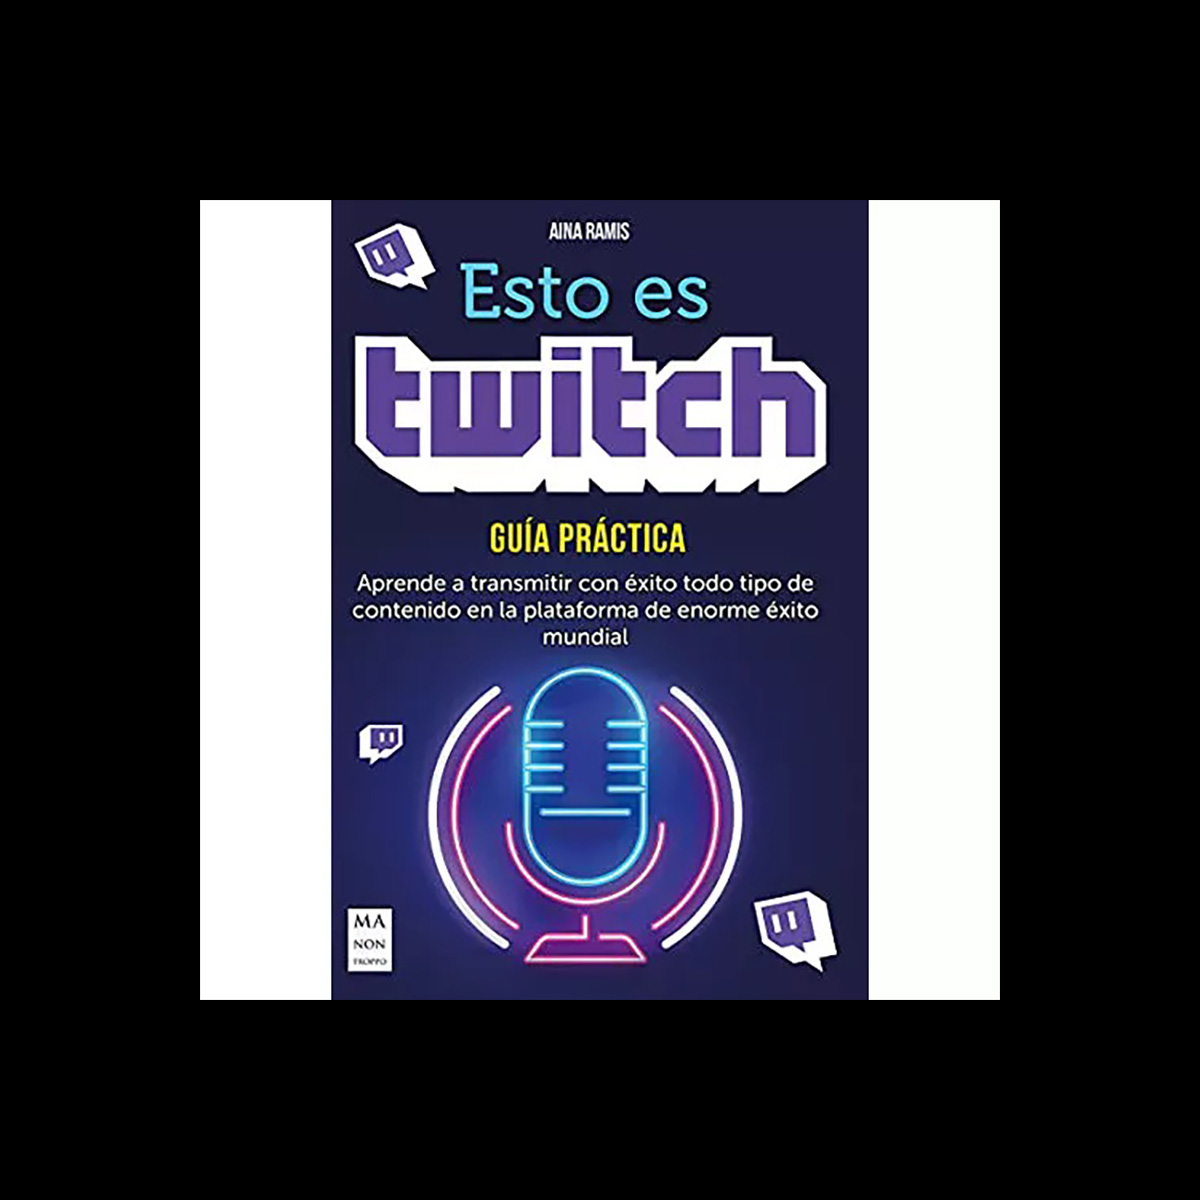 AINA RAMIS
Esto es
twitch
GUÍA PRÁCTICA
Aprende a transmitir con éxito todo tipo de
contenido en la plataforma de enorme éxito
mundial
MA
NON
TROPPO